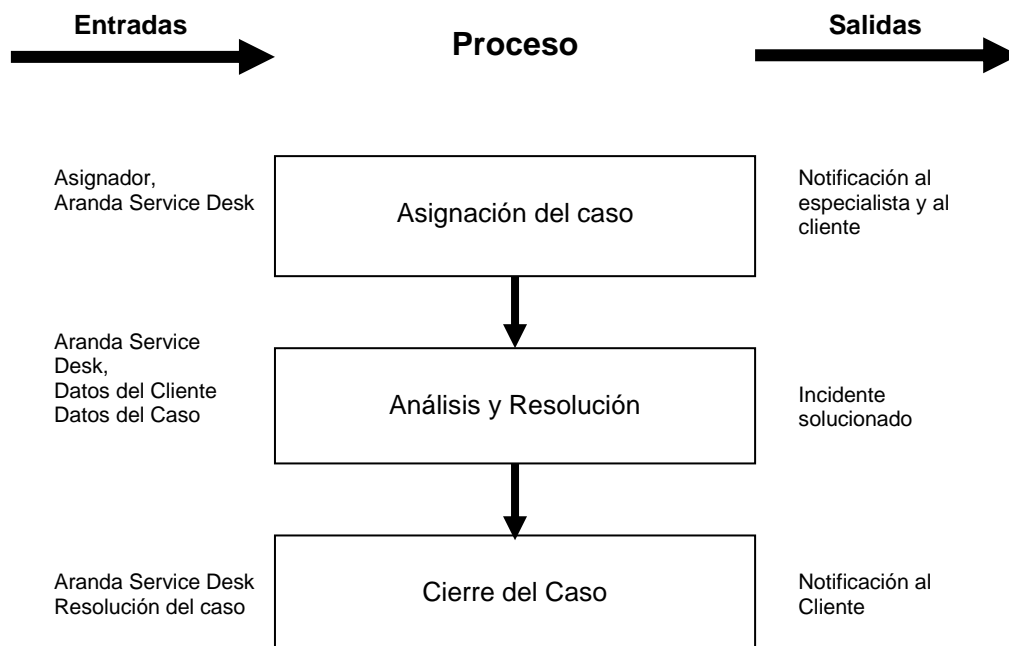 Entradas
Proceso
Salidas
Asignador,
Aranda Service Desk
Asignación del caso
Notificación al
especialista y al
cliente
Aranda Service
Desk,
Datos del Cliente
Datos del Caso
Análisis y Resolución
Incidente
solucionado
Aranda Service Desk
Resolución del caso
Cierre del Caso
Notificación al
Cliente